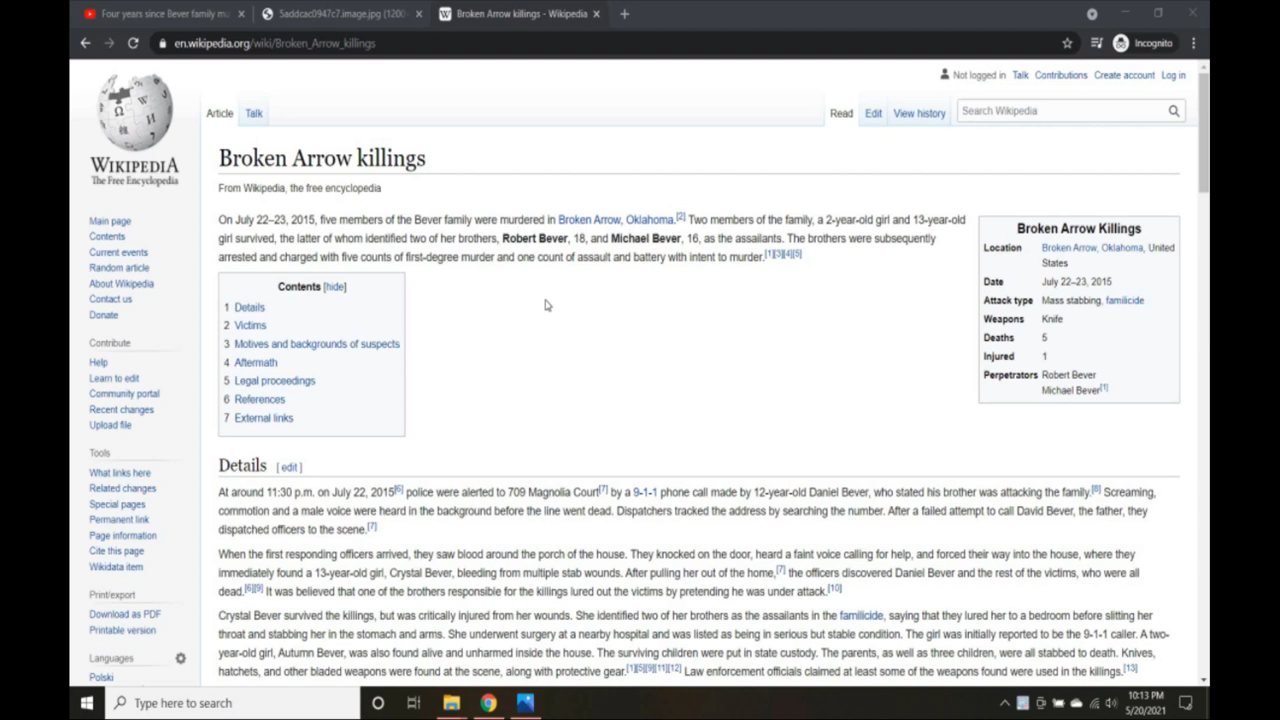 Four years since Bever family mu
5addcac0947c7.image.jpg (1200
Broken Arrow killings - Wikipedia
en.wikipedia.org/wiki/Broken_Arrow_killings
Incognito
Not logged in Talk Contributions Create account Log in
Article Talk Read Edit View history Search Wikipedia
WIKIPEDIA
The Free Encyclopedia
Main page
Contents
Current events
Random article
About Wikipedia
Contact us
Donate
Contribute
Help
Learn to edit
Community portal
Recent changes
Upload file
Tools
What links here
Related changes
Special pages
Permanent link
Page information
Cite this page
Wikidata item
Print/export
Download as PDF
Printable version
Languages
Polski
Broken Arrow killings
From Wikipedia, the free encyclopedia
On July 22–23, 2015, five members of the Bever family were murdered in Broken Arrow, Oklahoma.[2] Two members of the family, a 2-year-old girl and 13-year-old
girl survived, the latter of whom identified two of her brothers, Robert Bever, 18, and Michael Bever, 16, as the assailants. The brothers were subsequently
arrested and charged with five counts of first-degree murder and one count of assault and battery with intent to murder.[1][3][4][5]
Broken Arrow Killings
Location Broken Arrow, Oklahoma, United
States
Date July 22–23, 2015
Attack type Mass stabbing, familicide
Weapons Knife
Deaths 5
Injured 1
Perpetrators Robert Bever
Michael Bever[1]
Contents [hide]
1 Details
2 Victims
3 Motives and backgrounds of suspects
4 Aftermath
5 Legal proceedings
6 References
7 External links
Details [ edit ]
At around 11:30 p.m. on July 22, 2015[6] police were alerted to 709 Magnolia Court[7] by a 9-1-1 phone call made by 12-year-old Daniel Bever, who stated his brother was attacking the family.[8] Screaming,
commotion and a male voice were heard in the background before the line went dead. Dispatchers tracked the address by searching the number. After a failed attempt to call David Bever, the father, they
dispatched officers to the scene.[7]
When the first responding officers arrived, they saw blood around the porch of the house. They knocked on the door, heard a faint voice calling for help, and forced their way into the house, where they
immediately found a 13-year-old girl, Crystal Bever, bleeding from multiple stab wounds. After pulling her out of the home,[7] the officers discovered Daniel Bever and the rest of the victims, who were all
dead.[6][9] It was believed that one of the brothers responsible for the killings lured out the victims by pretending he was under attack.[10]
Crystal Bever survived the killings, but was critically injured from her wounds. She identified two of her brothers as the assailants in the familicide, saying that they lured her to a bedroom before slitting her
throat and stabbing her in the stomach and arms. She underwent surgery at a nearby hospital and was listed as being in serious but stable condition. The girl was initially reported to be the 9-1-1 caller. A two-
year-old girl, Autumn Bever, was also found alive and unharmed inside the house. The surviving children were put in state custody. The parents, as well as three children, were all stabbed to death. Knives,
hatchets, and other bladed weapons were found at the scene, along with protective gear.[1][5][9][11][12] Law enforcement officials claimed at least some of the weapons found were used in the killings.[13]
Type here to search
10:13 PM
5/20/2021